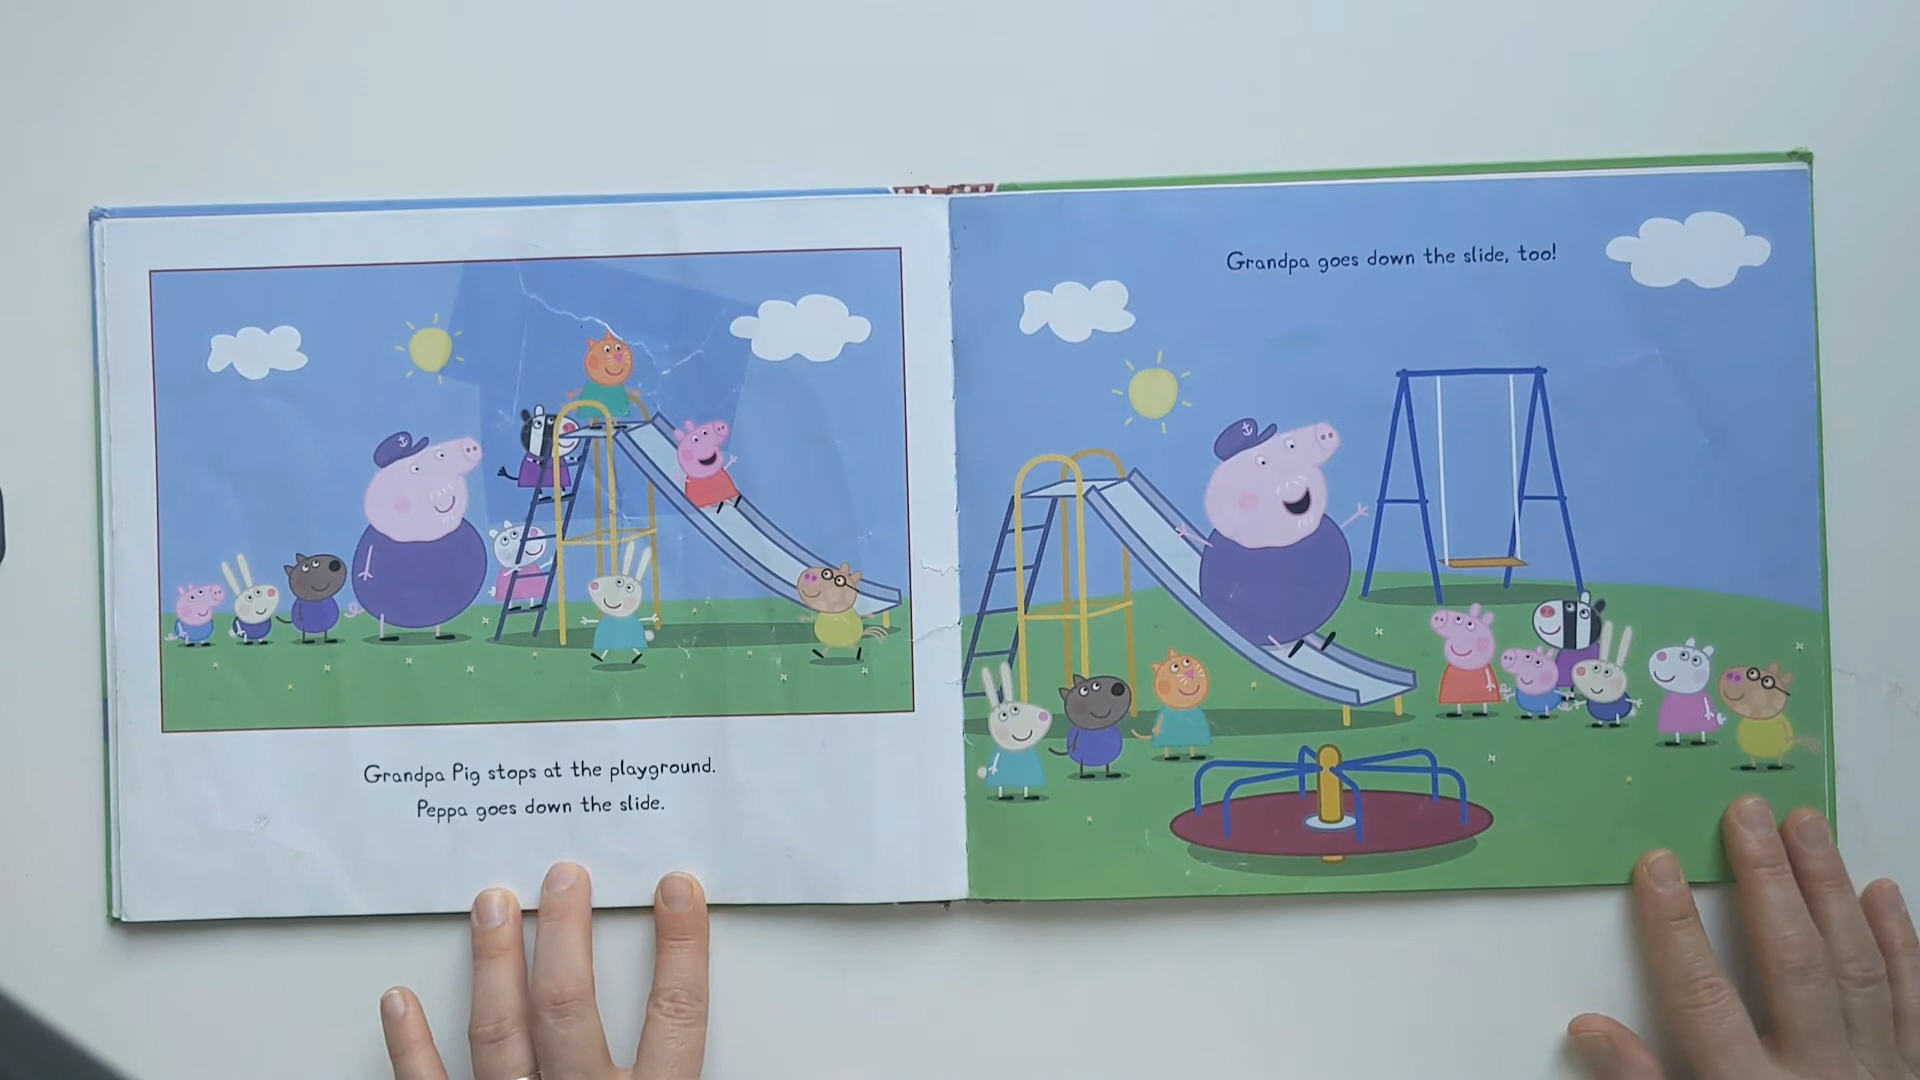 Grandpa Pig stops at the playground.
Peppa goes down the slide.
Grandpa goes down the slide, too!